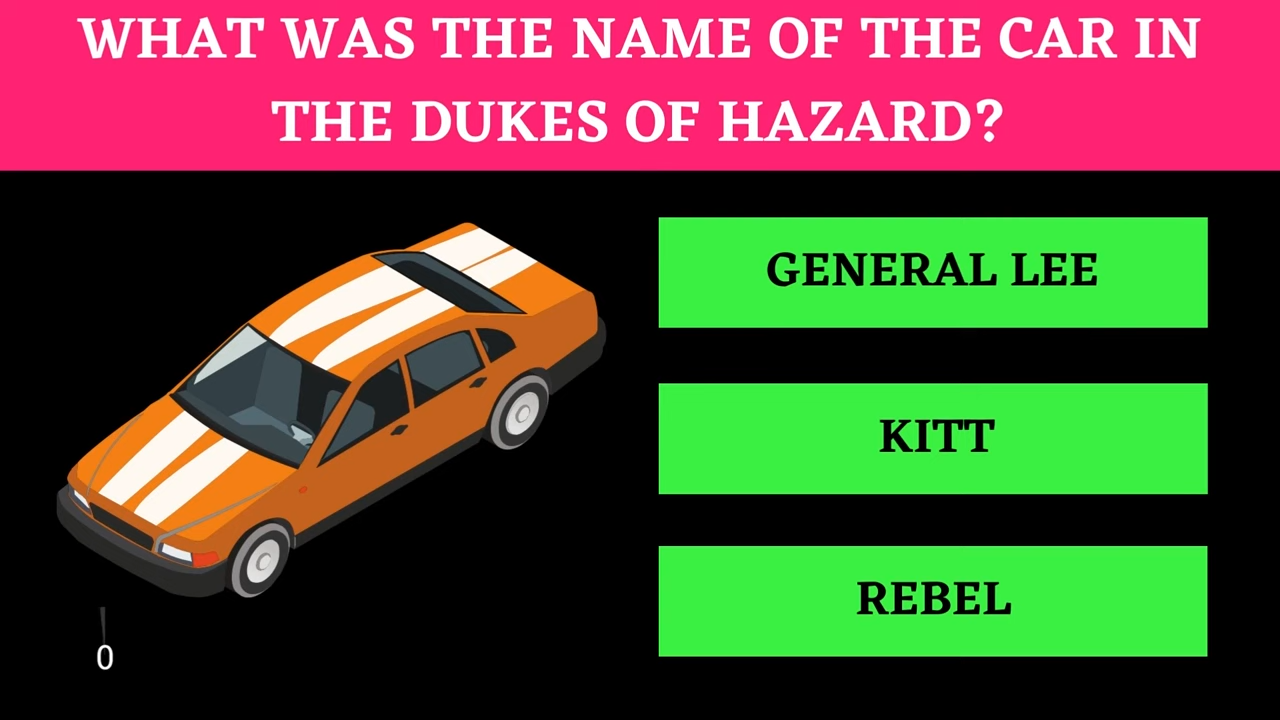 WHAT WAS THE NAME OF THE CAR IN
THE DUKES OF HAZARD?
GENERAL LEE
KITT
REBEL
0